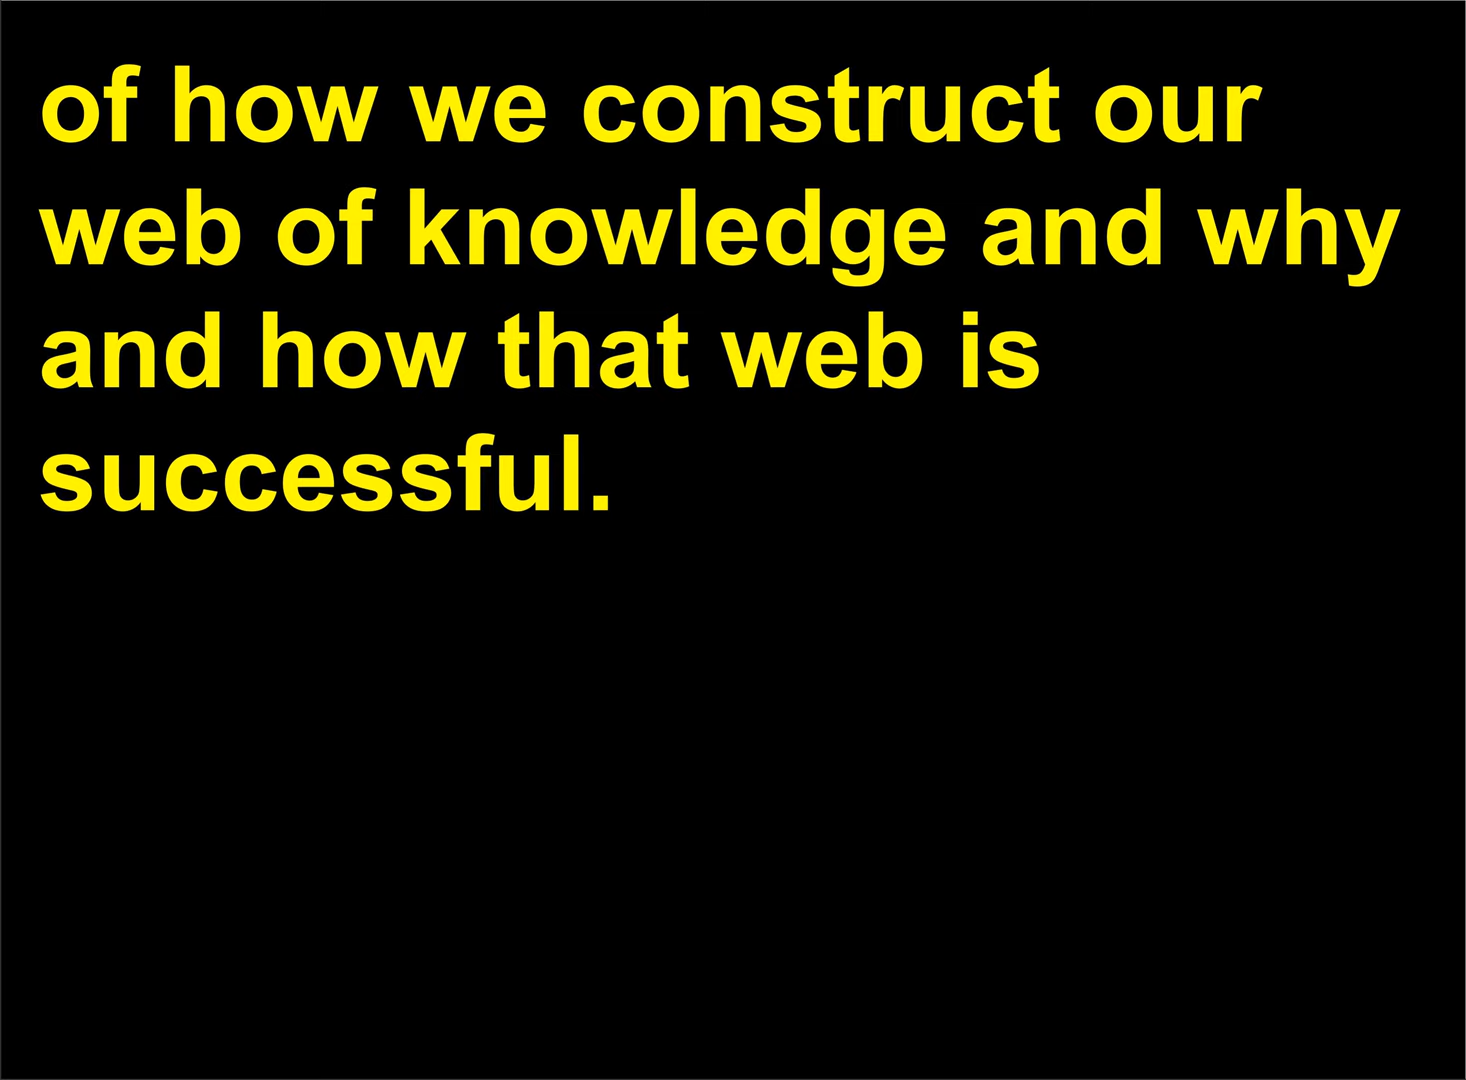 of how we construct our
web of knowledge and why
and how that web is
successful.